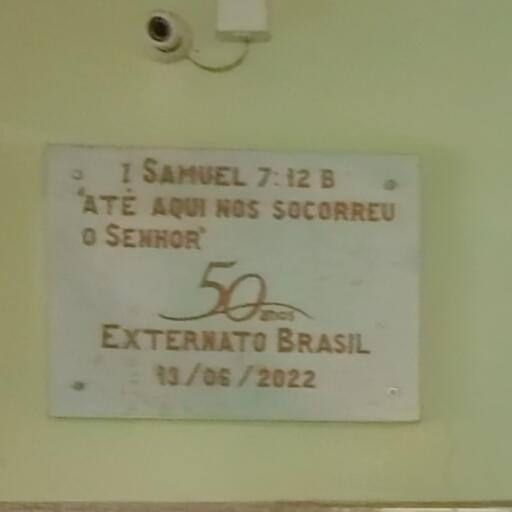 I SAMUEL 7:12 B
"ATÉ AQUI NOS SOCORREU
O SENHOR"
50 anos
EXTERNATO BRASIL
13/06/2022